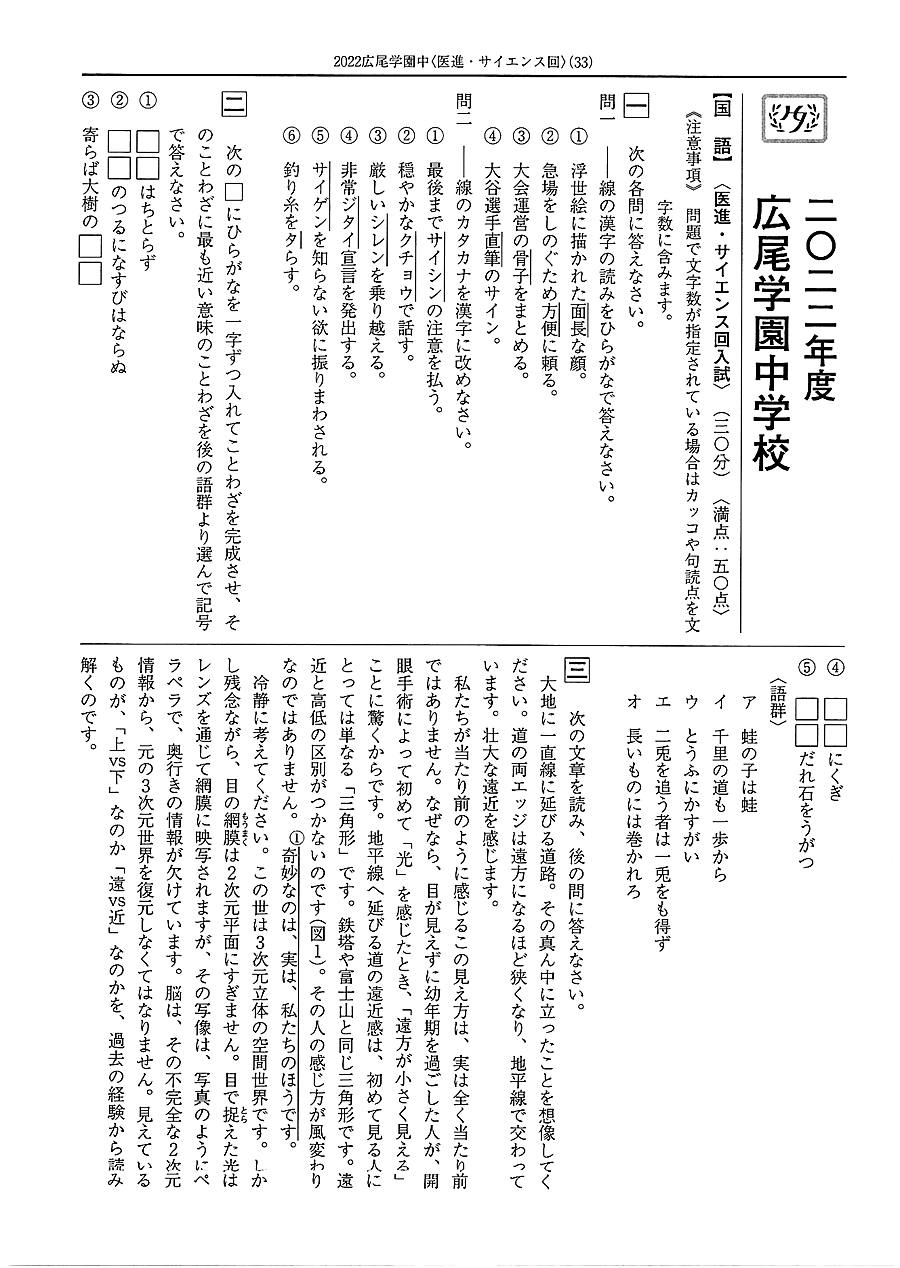 2022広尾学園中〈医進・サイエンス回〉(33)
二〇二二年度
広尾学園中学校
【国語】〈医進・サイエンス回入試〉(三〇分)〈満点:五〇点〉
《注意事項》 問題で文字数が指定されている場合はカッコや句読点を文
字数に含みます。
一 次の各問に答えなさい。
問一 ――線の漢字の読みをひらがなで答えなさい。
① 浮世絵に描かれた面長な顔。
② 急場をしのぐため方便に頼る。
③ 大会運営の骨子をまとめる。
④ 大谷選手直筆のサイン。
問二 ――線のカタカナを漢字に改めなさい。
① 最後までサイシンの注意を払う。
② 穏やかなクチョウで話す。
③ 厳しいシレンを乗り越える。
④ 非常ジタイ宣言を発出する。
⑤ サイゲンを知らない欲に振りまわされる。
⑥ 釣り糸をタらす。
二 次の□にひらがなを一字ずつ入れてことわざを完成させ、そ
のことわざに最も近い意味のことわざを後の語群より選んで記号
で答えなさい。
① □□はちとらず
② □□のつるになすびはならぬ
③ 寄らば大樹の□□
④ □□にくぎ
⑤ □□だれ石をうがつ
〈語群〉
ア 蛙の子は蛙
イ 千里の道も一歩から
ウ とうふにかすがい
エ 二兎を追う者は一兎をも得ず
オ 長いものには巻かれろ
三 次の文章を読み、後の問に答えなさい。
大地に一直線に延びる道路。その真ん中に立ったことを想像してく
ださい。道の両エッジは遠方になるほど狭くなり、地平線で交わって
います。壮大な遠近を感じます。
私たちが当たり前のように感じるこの見え方は、実は全く当たり前
ではありません。なぜなら、目が見えずに幼年期を過ごした人が、開
眼手術によって初めて「光」を感じたとき、「遠方が小さく見える」
ことに驚くからです。地平線へ延びる道の遠近感は、初めて見る人に
とっては単なる「三角形」です。鉄塔や富士山と同じ三角形です。遠
近と高低の区別がつかないのです(図1)。その人の感じ方が風変わり
なのではありません。①奇妙なのは、実は、私たちのほうです。
冷静に考えてください。この世は3次元立体の空間世界です。しか
し残念ながら、目の網膜(もうまく)は2次元平面にすぎません。目で捉(とら)えた光は
レンズを通じて網膜に映写されますが、その写像は、写真のようにペ
ラペラで、奥行きの情報が欠けています。脳は、その不完全な2次元
情報から、元の3次元世界を復元しなくてはなりません。見えている
ものが、「上vs下」なのか「遠vs近」なのかを、過去の経験から読み
解くのです。